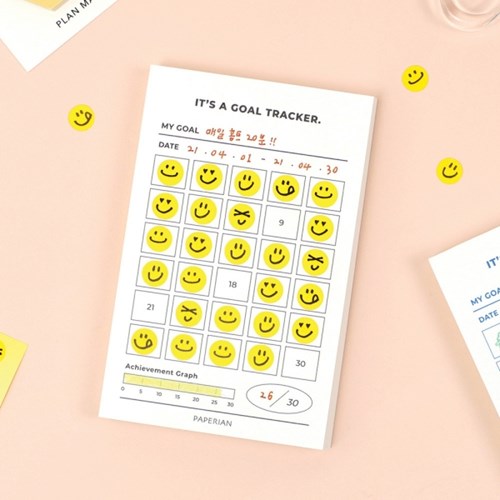 PLAN MA
IT'S A GOAL TRACKER.
MY GOAL 매일 홈트 20분!!
DATE 21.04.01 - 21.04.30
9
18
21
30
Achievement Graph
0 5 10 15 20 25 30
26/30
PAPERIAN
IT'
MY GOA
DATE